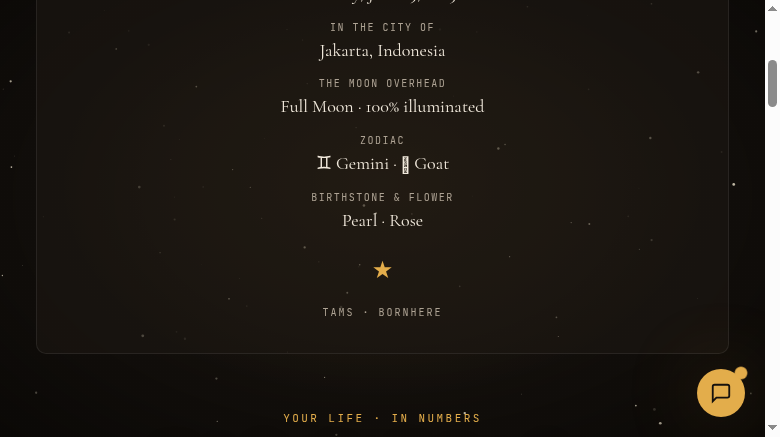 IN THE CITY OF
Jakarta, Indonesia
THE MOON OVERHEAD
Full Moon · 100% illuminated
ZODIAC
♊ Gemini · Goat
BIRTHSTONE & FLOWER
Pearl · Rose
★
TAMS · BORNHERE
YOUR LIFE · IN NUMBERS